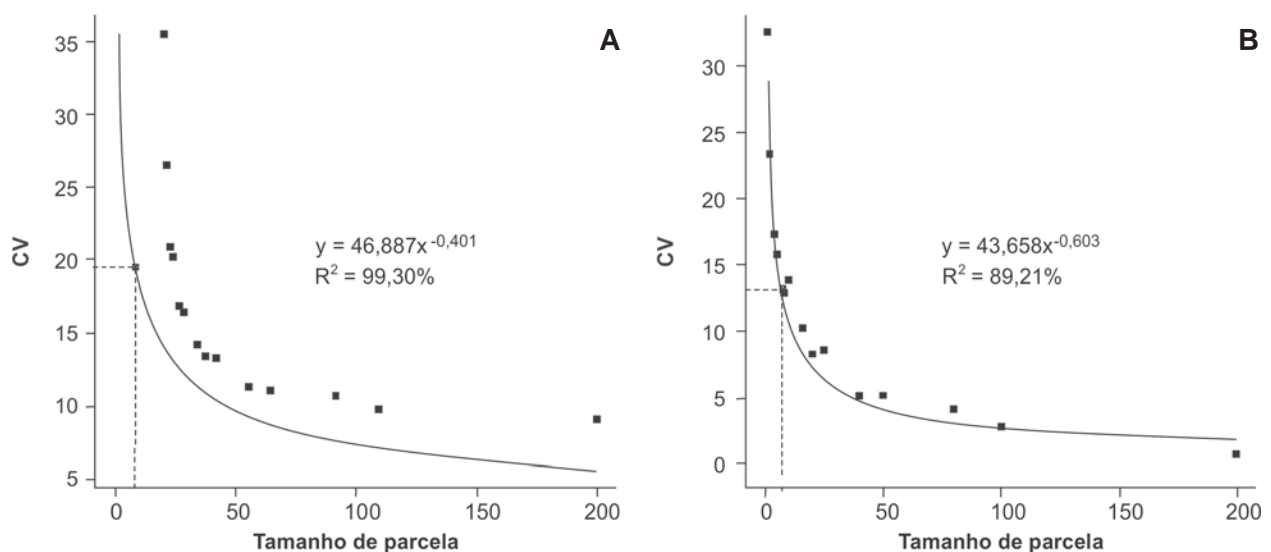 A
CV
35
30
25
20
15
10
5
y = 46,887x^-0,401
R² = 99,30%
0
50
100
150
200
Tamanho de parcela
B
CV
30
25
20
15
10
5
0
y = 43,658x^-0,603
R² = 89,21%
0
50
100
150
200
Tamanho de parcela